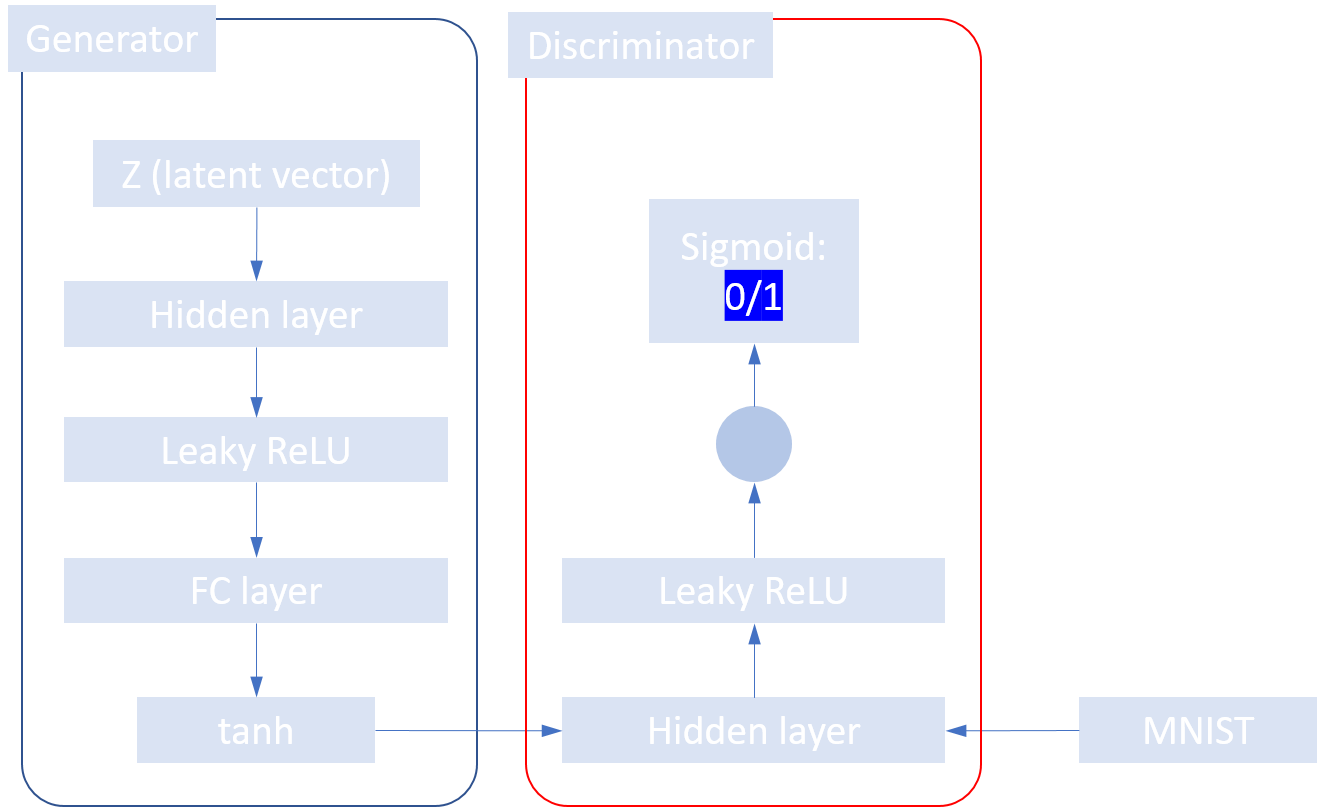 Generator
Z (latent vector)
Hidden layer
Leaky ReLU
FC layer
tanh
Discriminator
Sigmoid:
0/1
Leaky ReLU
Hidden layer
MNIST